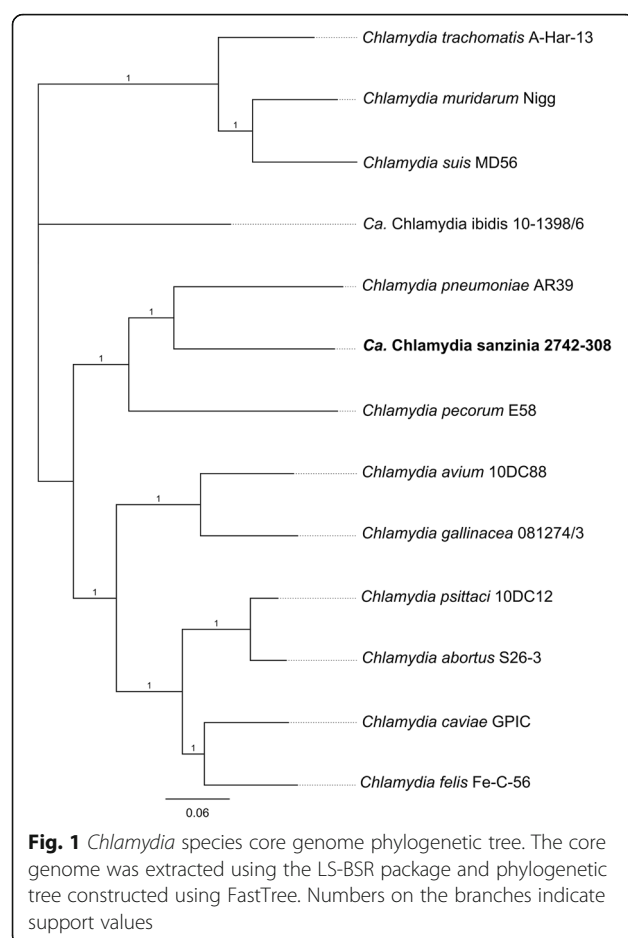 Chlamydia trachomatis A-Har-13
1
Chlamydia muridarum Nigg
1
Chlamydia suis MD56
Ca. Chlamydia ibidis 10-1398/6
Chlamydia pneumoniae AR39
1
Ca. Chlamydia sanzinia 2742-308
1
Chlamydia pecorum E58
Chlamydia avium 10DC88
1
Chlamydia gallinacea 081274/3
1
Chlamydia psittaci 10DC12
1
Chlamydia abortus S26-3
1
Chlamydia caviae GPIC
1
Chlamydia felis Fe-C-56
0.06
Fig. 1 Chlamydia species core genome phylogenetic tree. The core
genome was extracted using the LS-BSR package and phylogenetic
tree constructed using FastTree. Numbers on the branches indicate
support values